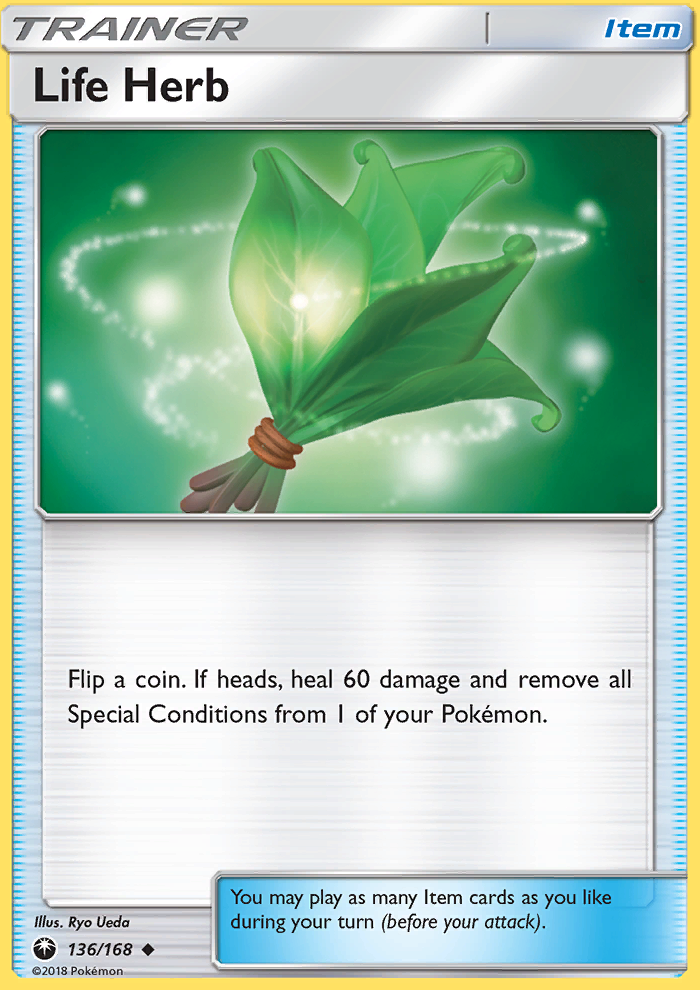 TRAINER
Item
Life Herb
Flip a coin. If heads, heal 60 damage and remove all
Special Conditions from 1 of your Pokémon.
You may play as many Item cards as you like
during your turn (before your attack).
Illus. Ryo Ueda
136/168
©2018 Pokémon